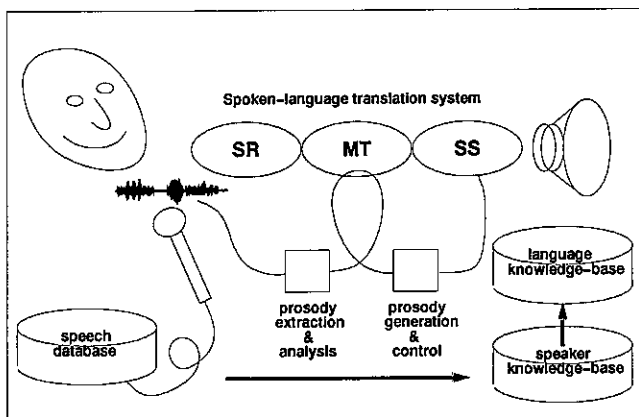 Spoken-language translation system
SR
MT
SS
language
knowledge-base
prosody
extraction
&
analysis
prosody
generation
&
control
speech
database
speaker
knowledge-base